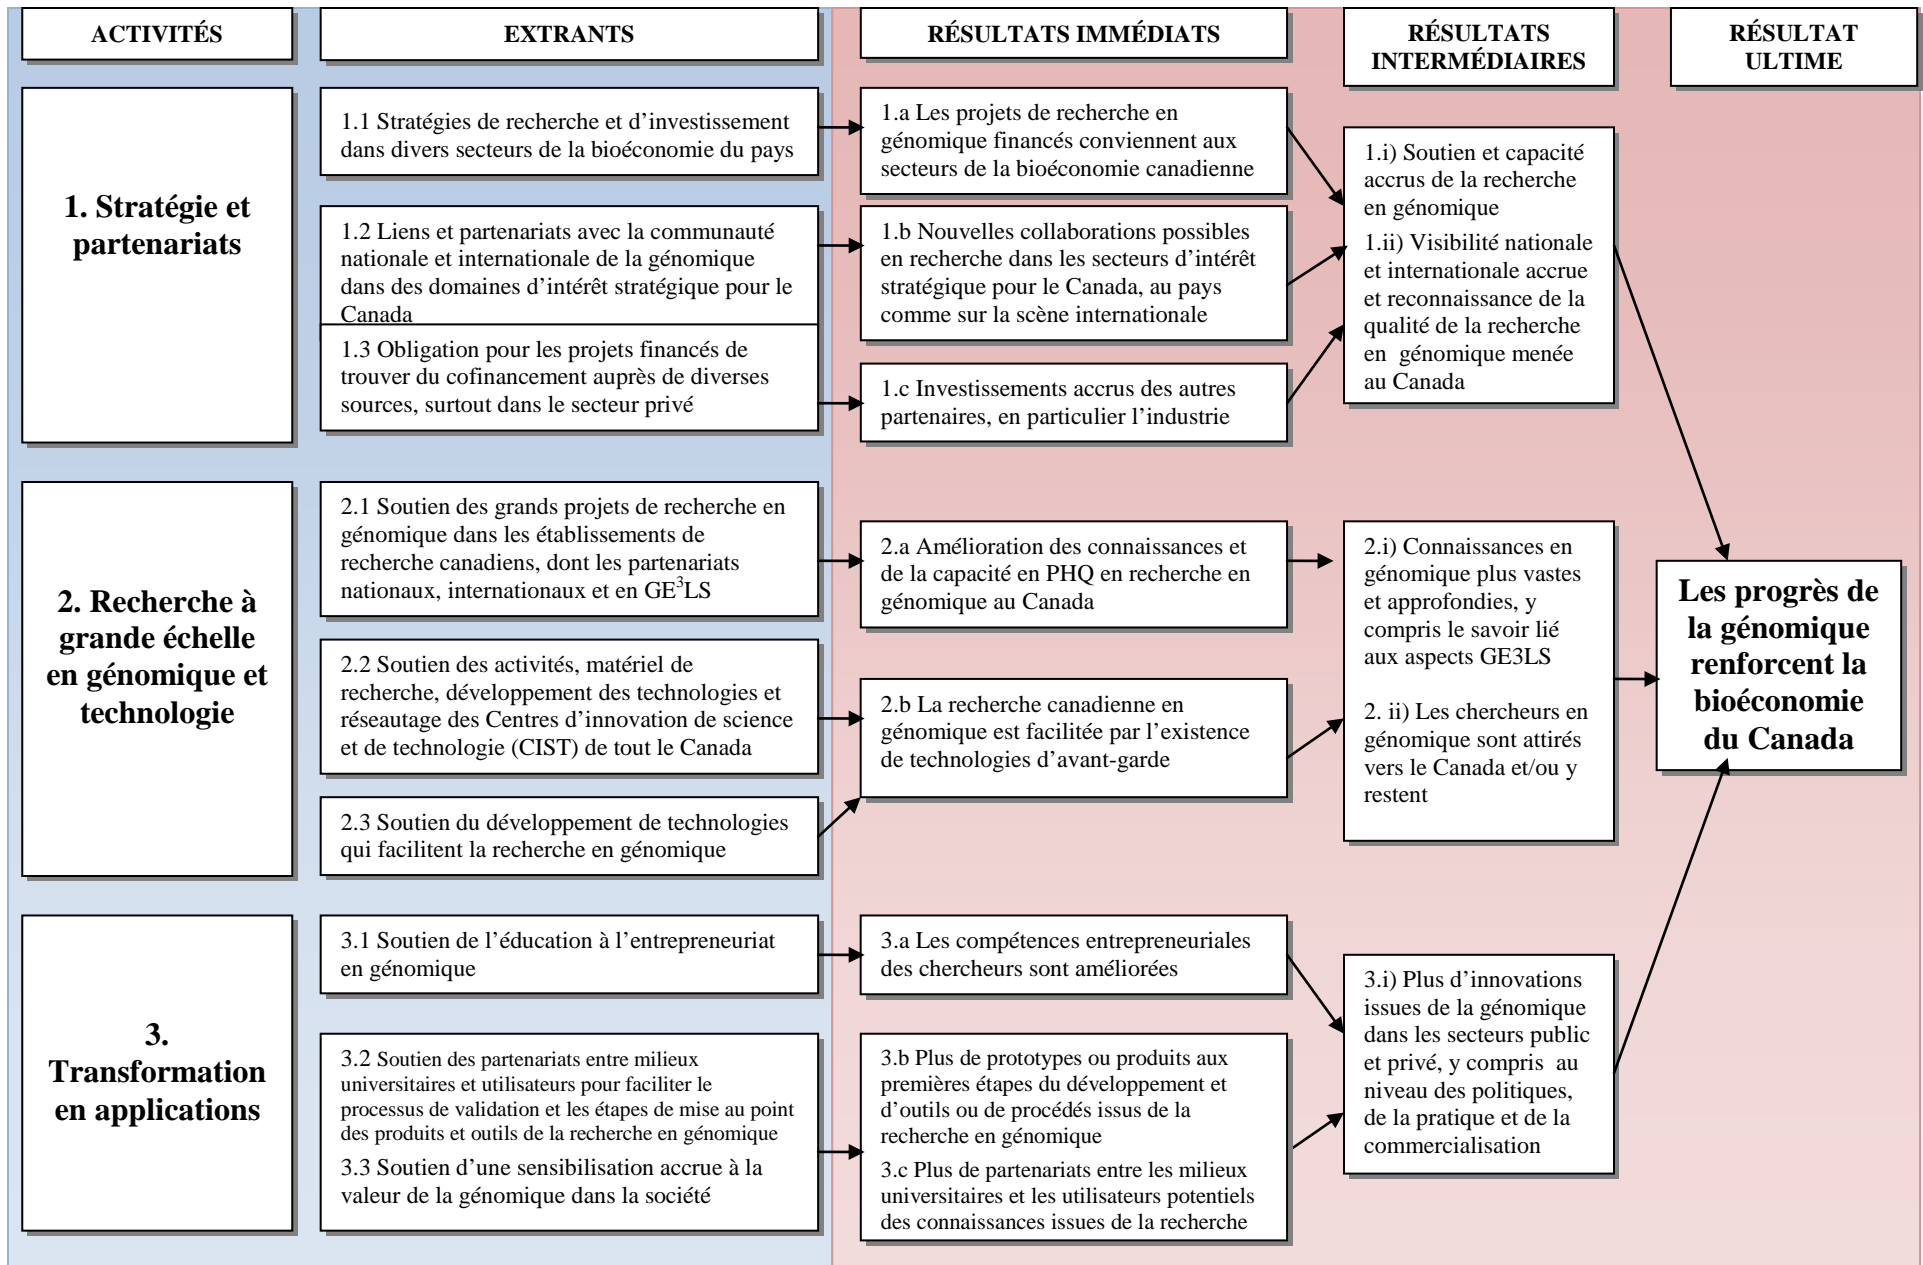 ACTIVITÉS
EXTRANTS
RÉSULTATS IMMÉDIATS
RÉSULTATS
INTERMÉDIAIRES
RÉSULTAT
ULTIME
1. Stratégie et
partenariats
1.1 Stratégies de recherche et d’investissement
dans divers secteurs de la bioéconomie du pays
1.2 Liens et partenariats avec la communauté
nationale et internationale de la génomique
dans des domaines d’intérêt stratégique pour le
Canada
1.3 Obligation pour les projets financés de
trouver du cofinancement auprès de diverses
sources, surtout dans le secteur privé
1.a Les projets de recherche en
génomique financés conviennent aux
secteurs de la bioéconomie canadienne
1.b Nouvelles collaborations possibles
en recherche dans les secteurs d’intérêt
stratégique pour le Canada, au pays
comme sur la scène internationale
1.c Investissements accrus des autres
partenaires, en particulier l’industrie
1.i) Soutien et capacité
accrus de la recherche
en génomique
1.ii) Visibilité nationale
et internationale accrue
et reconnaissance de la
qualité de la recherche
en génomique menée
au Canada
2. Recherche à
grande échelle
en génomique et
technologie
2.1 Soutien des grands projets de recherche en
génomique dans les établissements de
recherche canadiens, dont les partenariats
nationaux, internationaux et en GE³LS
2.2 Soutien des activités, matériel de
recherche, développement des technologies et
réseautage des Centres d’innovation de science
et de technologie (CIST) de tout le Canada
2.3 Soutien du développement de technologies
qui facilitent la recherche en génomique
2.a Amélioration des connaissances et
de la capacité en PHQ en recherche en
génomique au Canada
2.b La recherche canadienne en
génomique est facilitée par l’existence
de technologies d’avant-garde
2.i) Connaissances en
génomique plus vastes
et approfondies, y
compris le savoir lié
aux aspects GE3LS
2. ii) Les chercheurs en
génomique sont attirés
vers le Canada et/ou y
restent
Les progrès de
la génomique
renforcent la
bioéconomie
du Canada
3.
Transformation
en applications
3.1 Soutien de l’éducation à l’entrepreneuriat
en génomique
3.2 Soutien des partenariats entre milieux
universitaires et utilisateurs pour faciliter le
processus de validation et les étapes de mise au point
des produits et outils de la recherche en génomique
3.3 Soutien d’une sensibilisation accrue à la
valeur de la génomique dans la société
3.a Les compétences entrepreneuriales
des chercheurs sont améliorées
3.b Plus de prototypes ou produits aux
premières étapes du développement et
d’outils ou de procédés issus de la
recherche en génomique
3.c Plus de partenariats entre les milieux
universitaires et les utilisateurs potentiels
des connaissances issues de la recherche
3.i) Plus d’innovations
issues de la génomique
dans les secteurs public
et privé, y compris au
niveau des politiques,
de la pratique et de la
commercialisation